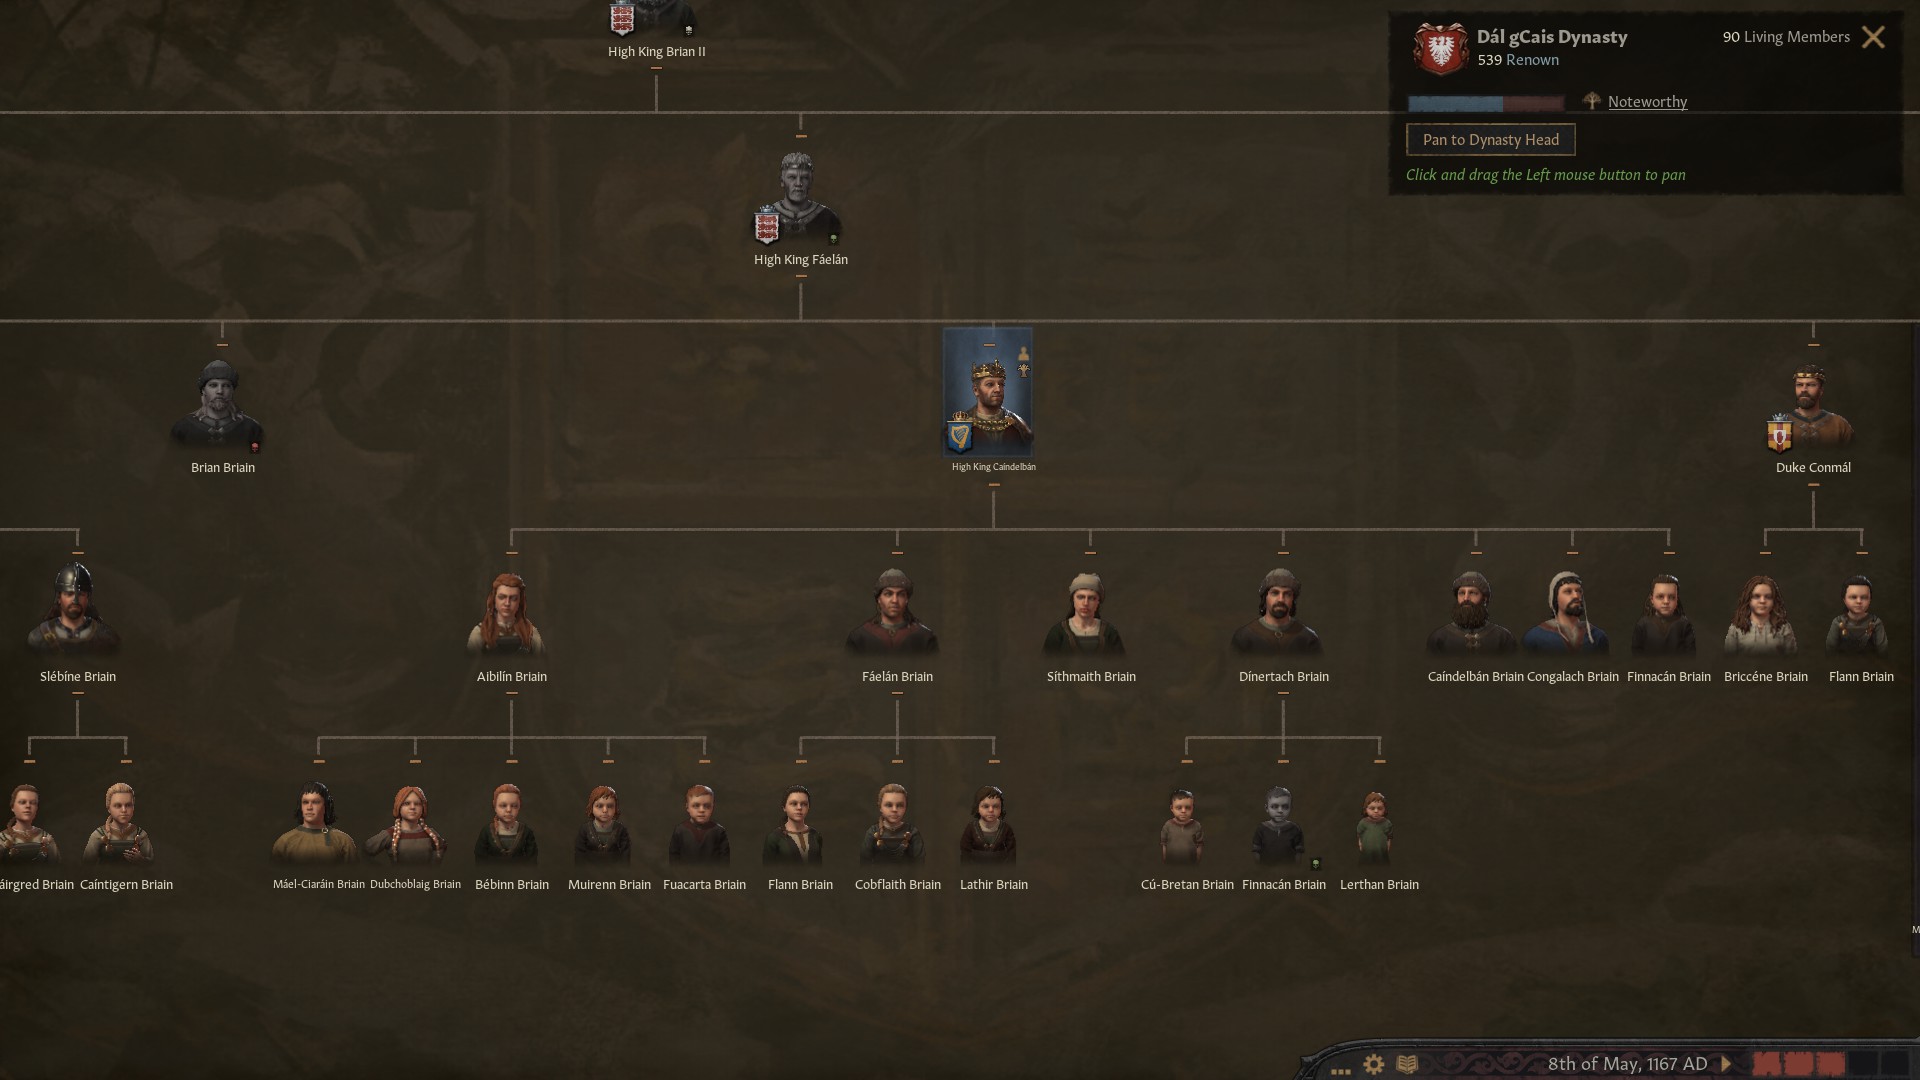 High King Brian II
Dál gCais Dynasty
90 Living Members
539 Renown
Noteworthy
Pan to Dynasty Head
Click and drag the Left mouse button to pan
High King Fáelán
Brian Briain
High King Caíndelbán
Duke Conmál
Slébíne Briain
Aibilín Briain
Fáelán Briain
Síthmaith Briain
Dínertach Briain
Caíndelbán Briain
Congalach Briain
Finnacán Briain
Briccéne Briain
Flann Briain
áirgred Briain
Caíntigern Briain
Máel-Ciaráin Briain
Dubchoblaig Briain
Bébinn Briain
Muirenn Briain
Fuacarta Briain
Flann Briain
Cobflaith Briain
Lathir Briain
Cú-Bretan Briain
Finnacán Briain
Lerthan Briain
M
...
8th of May, 1167 AD